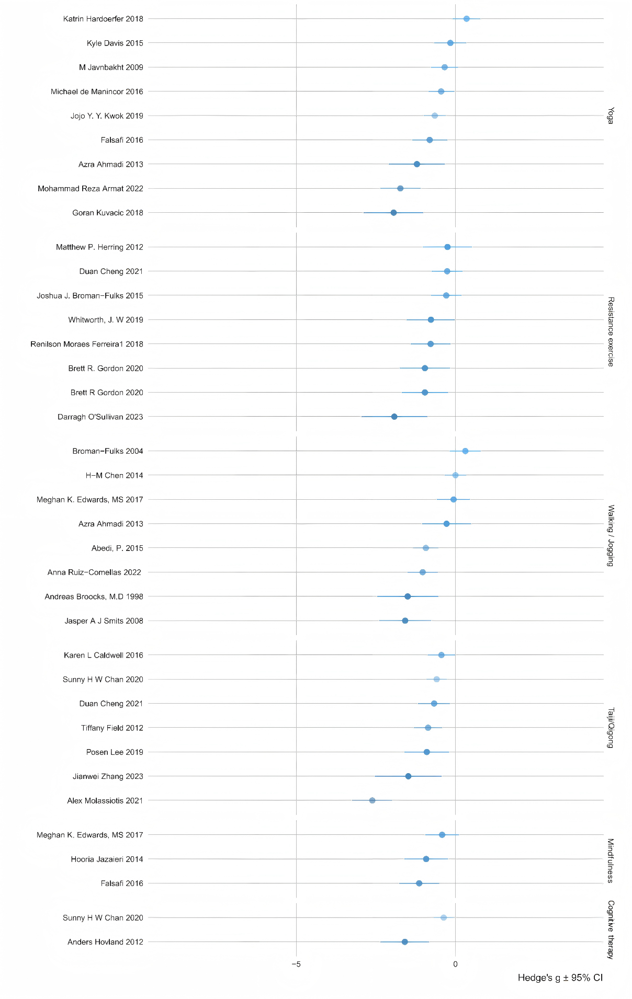 Katrin Hardoerfer 2018
Kyle Davis 2015
M Javnbakht 2009
Michael de Manincor 2016
Jojo Y. Y. Kwok 2019
Falsafi 2016
Azra Ahmadi 2013
Mohammad Reza Armat 2022
Goran Kuvacic 2018
Yoga
Matthew P. Herring 2012
Duan Cheng 2021
Joshua J. Broman−Fulks 2015
Whitworth, J. W 2019
Renilson Moraes Ferreira1 2018
Brett R. Gordon 2020
Brett R Gordon 2020
Darragh O'Sullivan 2023
Resistance exercise
Broman−Fulks 2004
H−M Chen 2014
Meghan K. Edwards, MS 2017
Azra Ahmadi 2013
Abedi, P. 2015
Anna Ruiz−Comellas 2022
Andreas Broocks, M.D 1998
Jasper A J Smits 2008
Walking / Jogging
Karen L Caldwell 2016
Sunny H W Chan 2020
Duan Cheng 2021
Tiffany Field 2012
Posen Lee 2019
Jianwei Zhang 2023
Alex Molassiotis 2021
Taiji/Qigong
Meghan K. Edwards, MS 2017
Hooria Jazaieri 2014
Falsafi 2016
Mindfulness
Sunny H W Chan 2020
Anders Hovland 2012
Cognitive therapy
−5 0
Hedge's g ± 95% CI